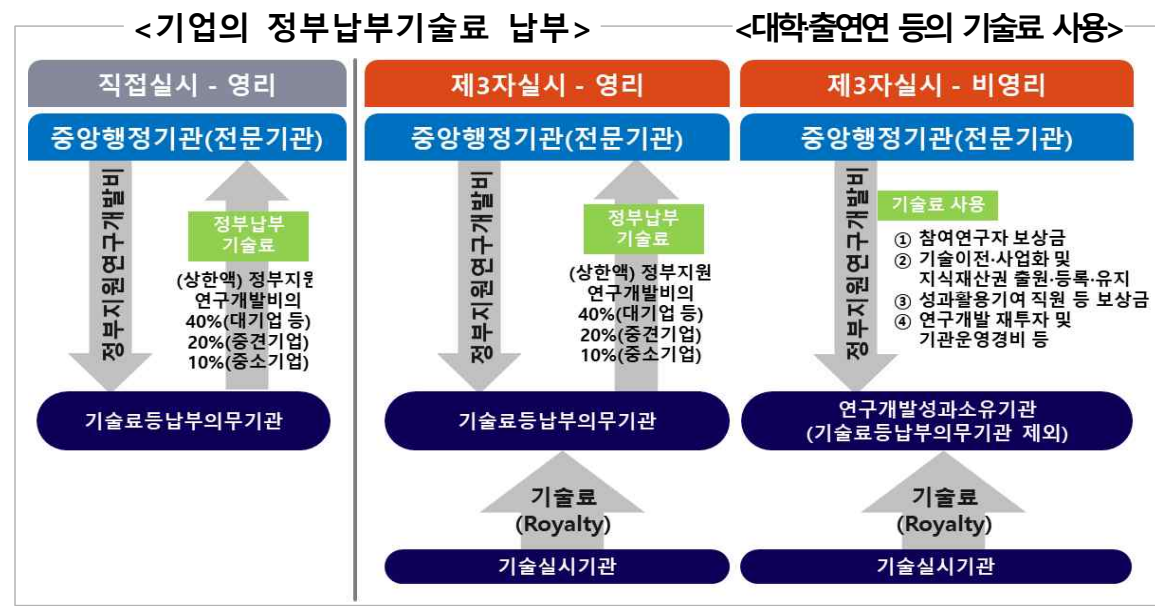 <기업의 정부납부기술료 납부>
<대학·출연연 등의 기술료 사용>
직접실시 - 영리
중앙행정기관(전문기관)
정부지원연구개발비
정부납부
기술료
(상한액) 정부지원
연구개발비의
40%(대기업 등)
20%(중견기업)
10%(중소기업)
기술료등납부의무기관
제3자실시 - 영리
중앙행정기관(전문기관)
정부지원연구개발비
정부납부
기술료
(상한액) 정부지원
연구개발비의
40%(대기업 등)
20%(중견기업)
10%(중소기업)
기술료등납부의무기관
기술료
(Royalty)
기술실시기관
제3자실시 - 비영리
중앙행정기관(전문기관)
정부지원연구개발비
기술료 사용
① 참여연구자 보상금
② 기술이전·사업화 및
지식재산권 출원·등록·유지
③ 성과활용기여 직원 등 보상금
④ 연구개발 재투자 및
기관운영경비 등
연구개발성과소유기관
(기술료등납부의무기관 제외)
기술료
(Royalty)
기술실시기관